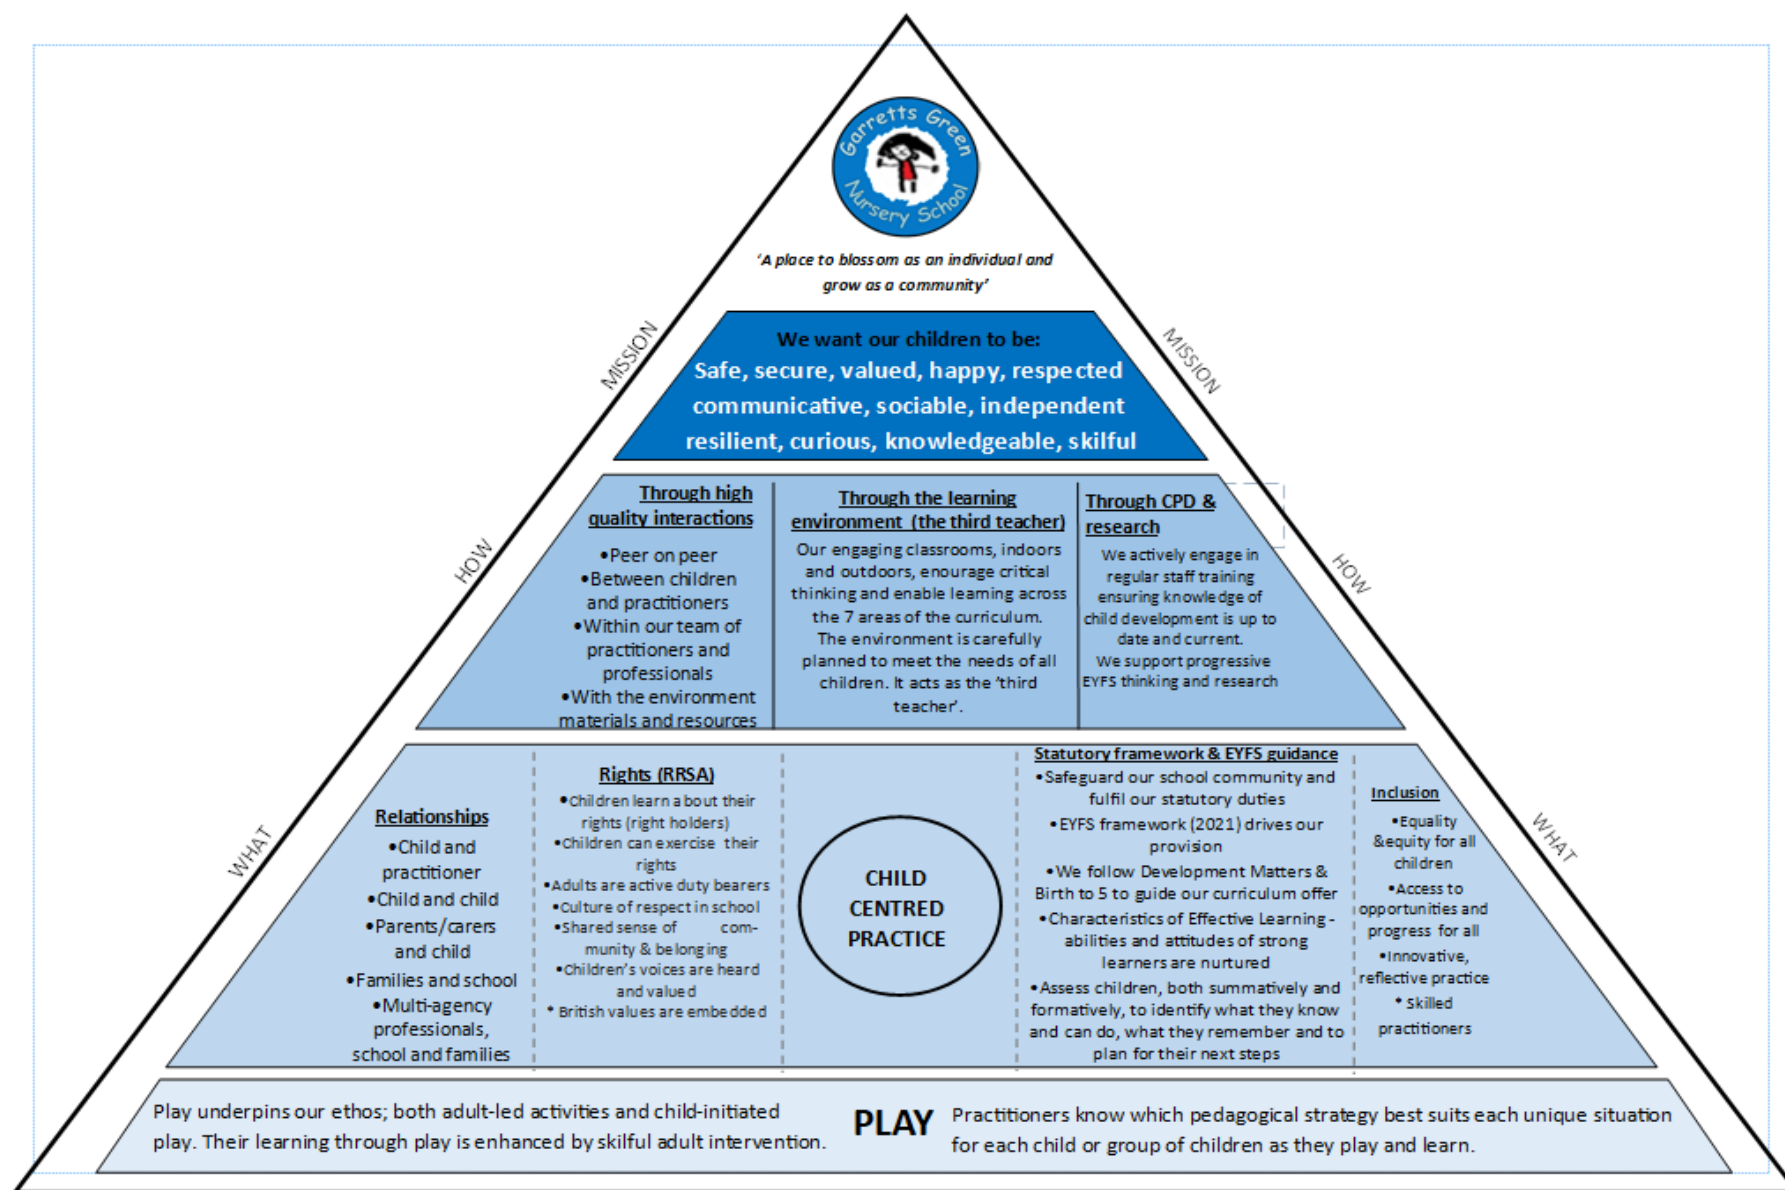 Garretts Green
Nursery School
‘A place to blossom as an individual and
grow as a community’
MISSION
MISSION
We want our children to be:
Safe, secure, valued, happy, respected
communicative, sociable, independent
resilient, curious, knowledgeable, skilful
HOW
HOW
Through high
quality interactions
•Peer on peer
•Between children
and practitioners
•Within our team of
practitioners and
professionals
•With the environment
materials and resources
Through the learning
environment (the third teacher)
Our engaging classrooms, indoors
and outdoors, enourage critical
thinking and enable learning across
the 7 areas of the curriculum.
The environment is carefully
planned to meet the needs of all
children. It acts as the ‘third
teacher’.
Through CPD &
research
We actively engage in
regular staff training
ensuring knowledge of
child development is up to
date and current.
We support progressive
EYFS thinking and research
WHAT
WHAT
Relationships
•Child and
practitioner
•Child and child
•Parents/carers
and child
•Families and school
•Multi-agency
professionals,
school and families
Rights (RRSA)
•Children learn about their
rights (right holders)
•Children can exercise their
rights
•Adults are active duty bearers
•Culture of respect in school
•Shared sense of com-
munity & belonging
•Children’s voices are heard
and valued
* British values are embedded
CHILD
CENTRED
PRACTICE
Statutory framework & EYFS guidance
•Safeguard our school community and
fulfil our statutory duties
•EYFS framework (2021) drives our
provision
•We follow Development Matters &
Birth to 5 to guide our curriculum offer
•Characteristics of Effective Learning -
abilities and attitudes of strong
learners are nurtured
•Assess children, both summatively and
formatively, to identify what they know
and can do, what they remember and to
plan for their next steps
Inclusion
•Equality
&equity for all
children
•Access to
opportunities and
progress for all
•Innovative,
reflective practice
* Skilled
practitioners
Play underpins our ethos; both adult-led activities and child-initiated
play. Their learning through play is enhanced by skilful adult intervention.
PLAY
Practitioners know which pedagogical strategy best suits each unique situation
for each child or group of children as they play and learn.